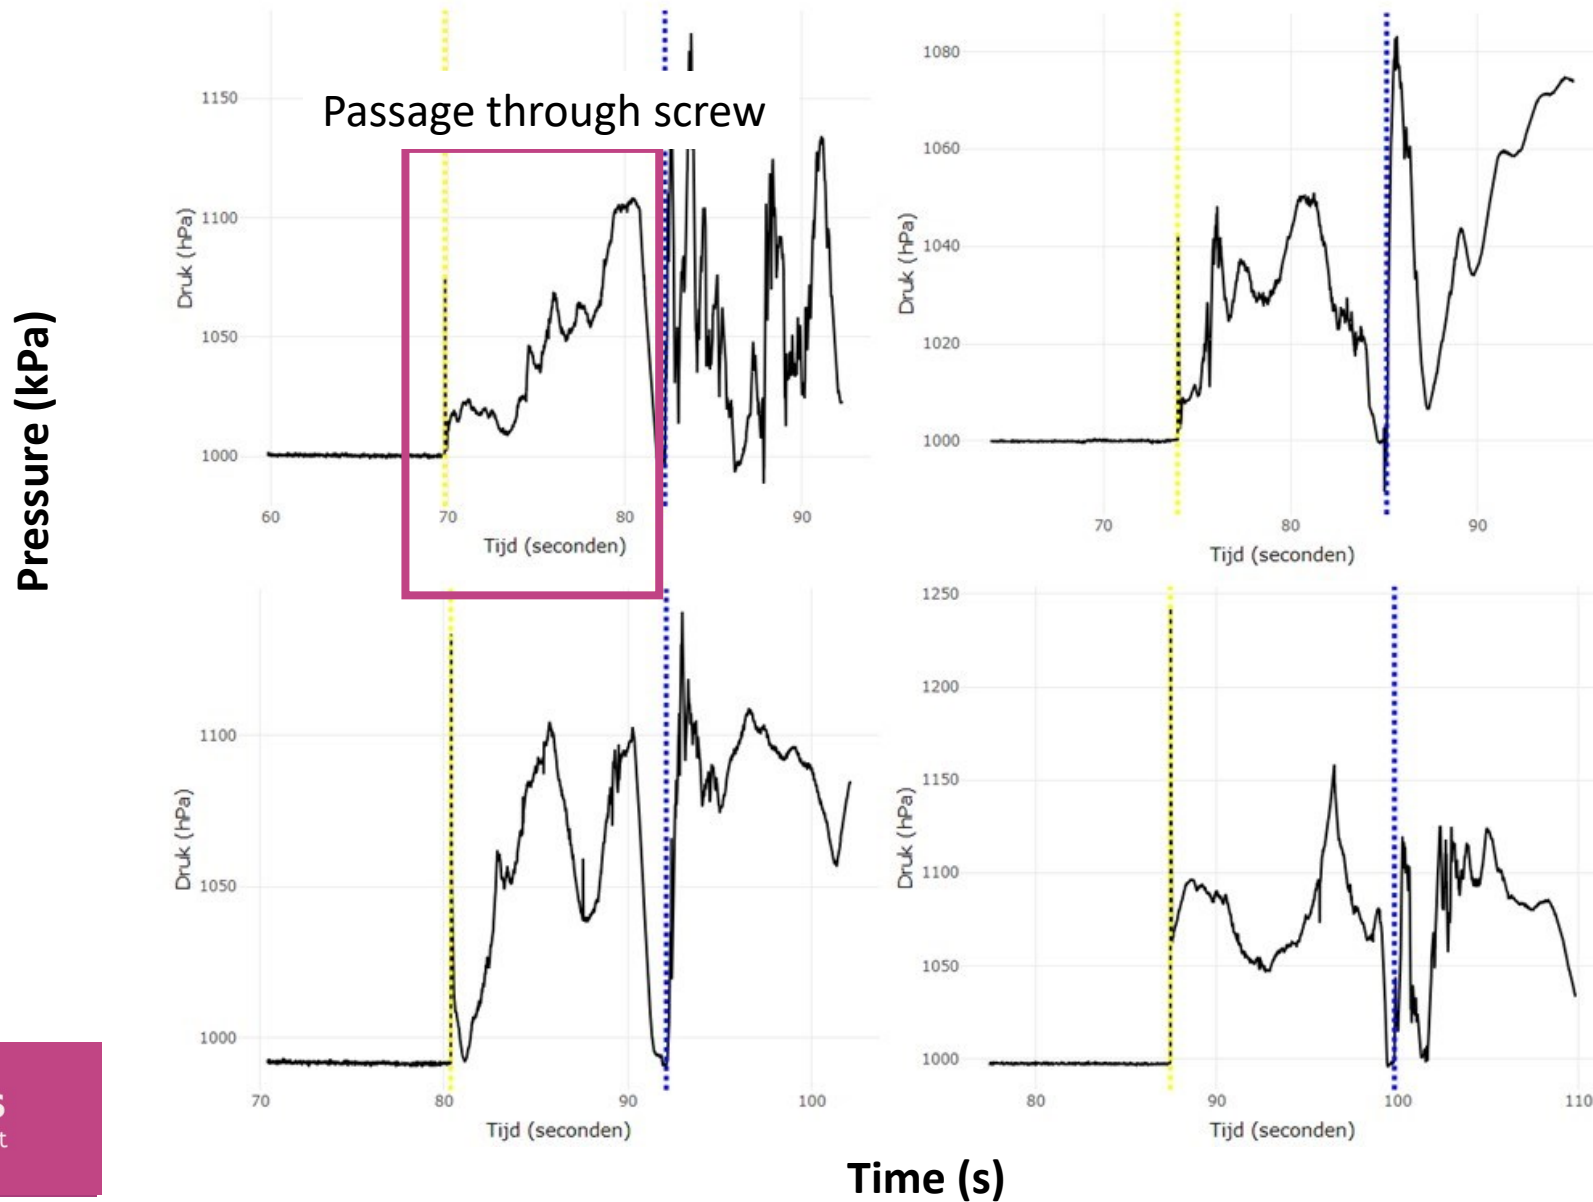 Pressure (kPa)
Passage through screw
1150
1100
1050
1000
Druk (hPa)
60
70
80
90
Tijd (seconden)
1080
1060
1040
1020
1000
Druk (hPa)
70
80
90
Tijd (seconden)
1100
1050
1000
Druk (hPa)
70
80
90
100
Tijd (seconden)
1250
1200
1150
1100
1050
1000
Druk (hPa)
80
90
100
110
Tijd (seconden)
Time (s)
s
t